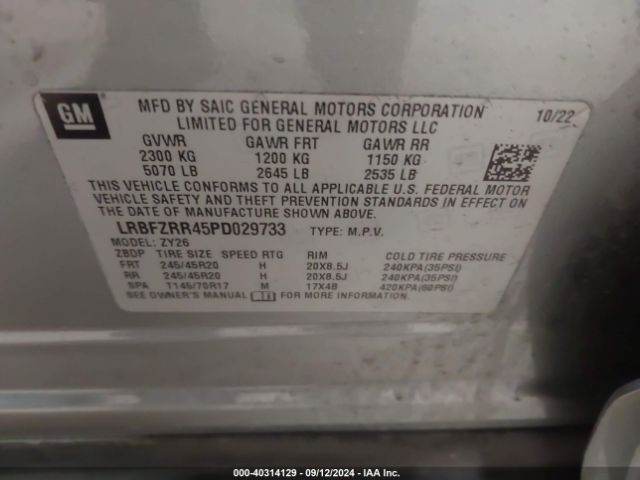 GM
MFD BY SAIC GENERAL MOTORS CORPORATION 10/22
LIMITED FOR GENERAL MOTORS LLC
GVWR GAWR FRT GAWR RR
2300 KG 1200 KG 1150 KG
5070 LB 2645 LB 2535 LB
THIS VEHICLE CONFORMS TO ALL APPLICABLE U.S. FEDERAL MOTOR
VEHICLE SAFETY AND THEFT PREVENTION STANDARDS IN EFFECT ON
THE DATE OF MANUFACTURE SHOWN ABOVE.
LRBFZRR45PD029733 TYPE: M.P.V.
MODEL: ZY26
ZBDP TIRE SIZE SPEED RTG RIM COLD TIRE PRESSURE
FRT 245/45R20 H 20X8.5J 240KPA(35PSI)
RR 245/45R20 H 20X8.5J 240KPA(35PSI)
SPA T145/70R17 M 17X4B 420KPA(60PSI)
SEE OWNER'S MANUAL FOR MORE INFORMATION.
000-40314129 - 09/12/2024 - IAA Inc.